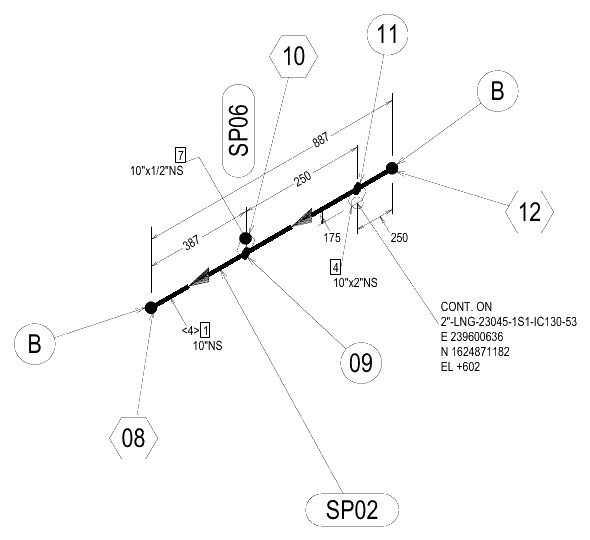 11
10
B
SP06
887
7
10"x1/2"NS
250
12
387
175
250
4
10"x2"NS
CONT. ON
2"-LNG-23045-1S1-IC130-53
E 239600636
N 1624871182
EL +602
<4>1
10"NS
B
09
08
SP02